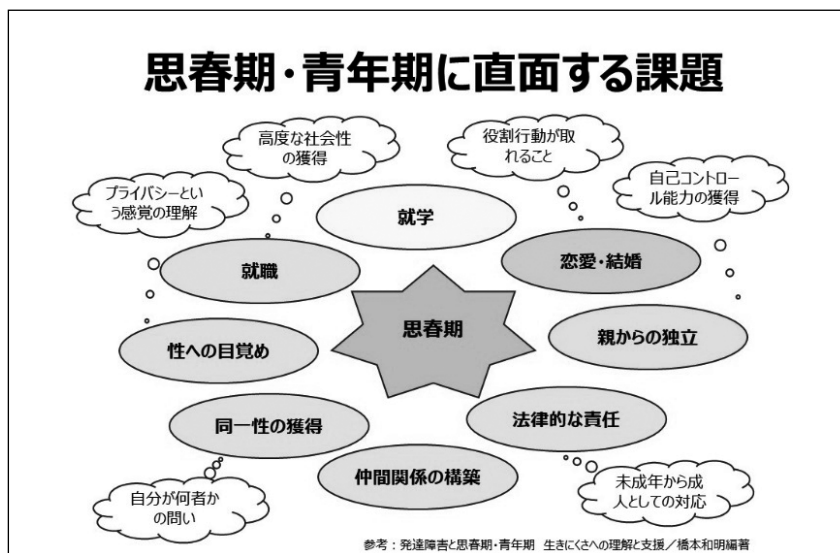 思春期・青年期に直面する課題
高度な社会性
の獲得
役割行動が取
れること
プライバシーとい
う感覚の理解
自己コントロー
ル能力の獲得
就学
就職
恋愛・結婚
思春期
性への目覚め
親からの独立
同一性の獲得
法律的な責任
仲間関係の構築
自分が何者か
の問い
未成年から成
人としての対応
参考：発達障害と思春期・青年期 生きにくさへの理解と支援／橋本和明編著